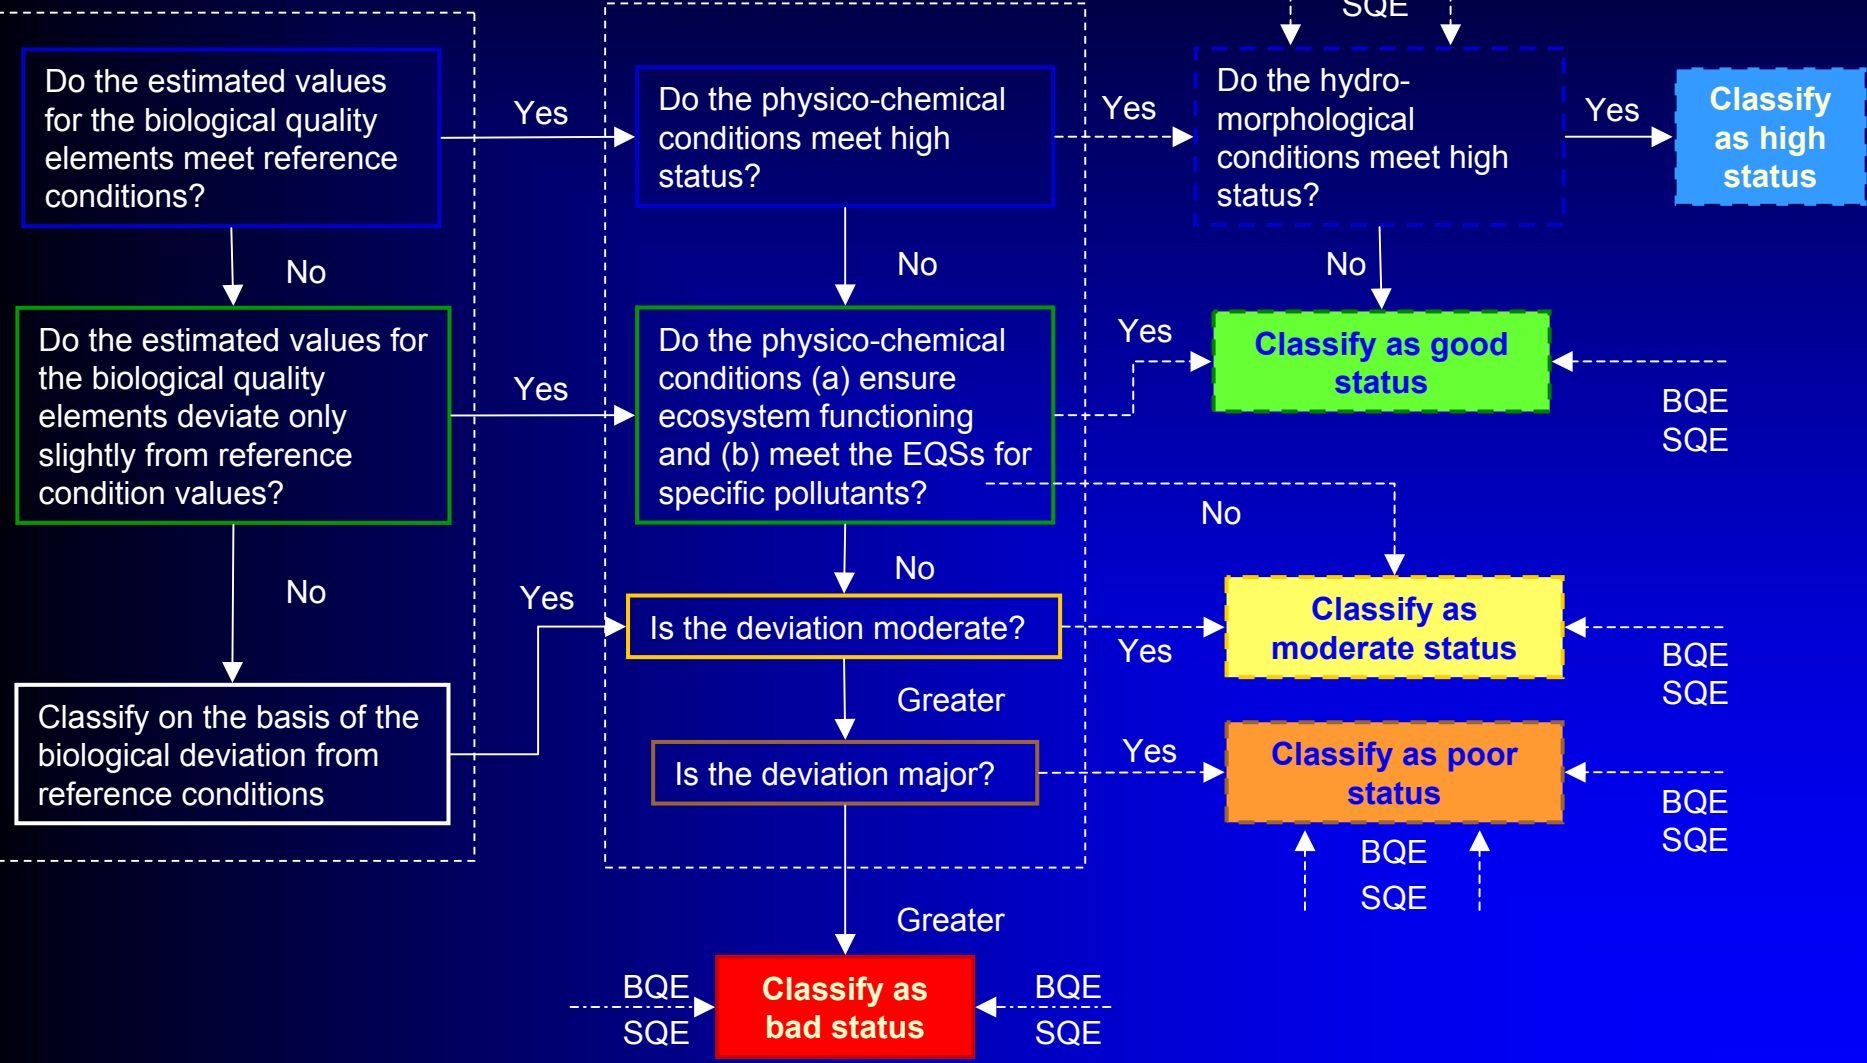 SQE
Do the estimated values
for the biological quality
elements meet reference
conditions?
Yes
Do the physico-chemical
conditions meet high
status?
Yes
Do the hydro-
morphological
conditions meet high
status?
Yes
Classify
as high
status
No
No
No
Do the estimated values for
the biological quality
elements deviate only
slightly from reference
condition values?
Yes
Do the physico-chemical
conditions (a) ensure
ecosystem functioning
and (b) meet the EQSs for
specific pollutants?
Yes
Classify as good
status
BQE
SQE
No
No
No
Yes
Is the deviation moderate?
Yes
Classify as
moderate status
BQE
SQE
Classify on the basis of the
biological deviation from
reference conditions
Greater
Is the deviation major?
Yes
Classify as poor
status
BQE
SQE
BQE
SQE
Greater
BQE
SQE
Classify as
bad status
BQE
SQE